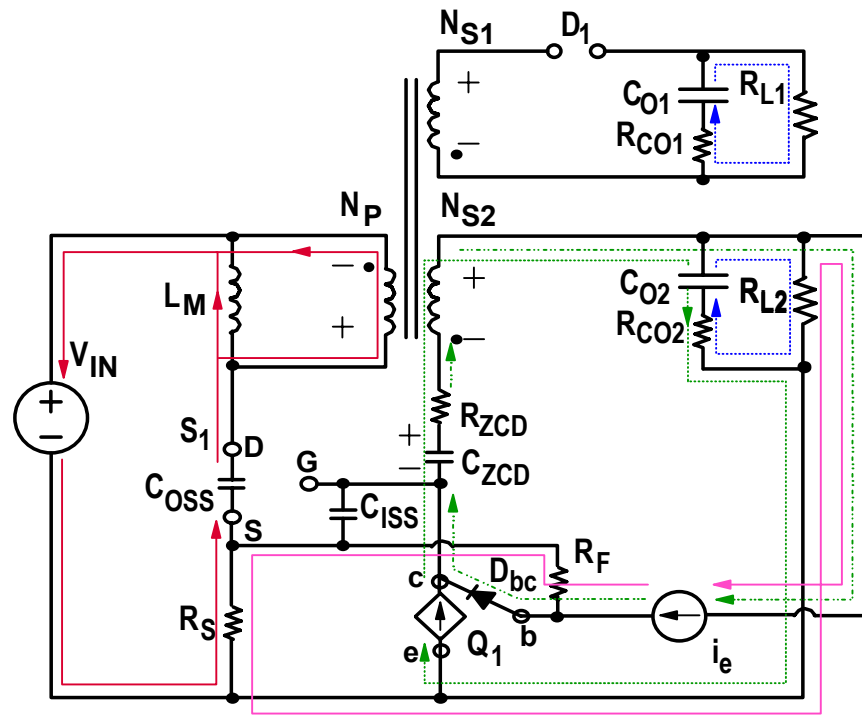 N_S1 D_1
+
C_O1 R_L1
−
R_CO1
N_P N_S2
− +
C_O2 R_L2
L_M R_CO2
+ −
V_IN
+
−
R_ZCD
S_1 D +
G − C_ZCD
C_OSS C_ISS
S
R_F
c D_bc
R_S b
e Q_1 i_e